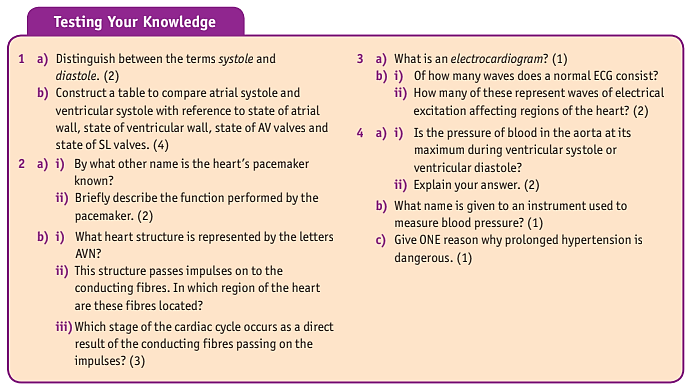 Testing Your Knowledge
1 a) Distinguish between the terms systole and
diastole. (2)
b) Construct a table to compare atrial systole and
ventricular systole with reference to state of atrial
wall, state of ventricular wall, state of AV valves and
state of SL valves. (4)
2 a) i) By what other name is the heart's pacemaker
known?
ii) Briefly describe the function performed by the
pacemaker. (2)
b) i) What heart structure is represented by the letters
AVN?
ii) This structure passes impulses on to the
conducting fibres. In which region of the heart
are these fibres located?
iii) Which stage of the cardiac cycle occurs as a direct
result of the conducting fibres passing on the
impulses? (3)
3 a) What is an electrocardiogram? (1)
b) i) Of how many waves does a normal ECG consist?
ii) How many of these represent waves of electrical
excitation affecting regions of the heart? (2)
4 a) i) Is the pressure of blood in the aorta at its
maximum during ventricular systole or
ventricular diastole?
ii) Explain your answer. (2)
b) What name is given to an instrument used to
measure blood pressure? (1)
c) Give ONE reason why prolonged hypertension is
dangerous. (1)